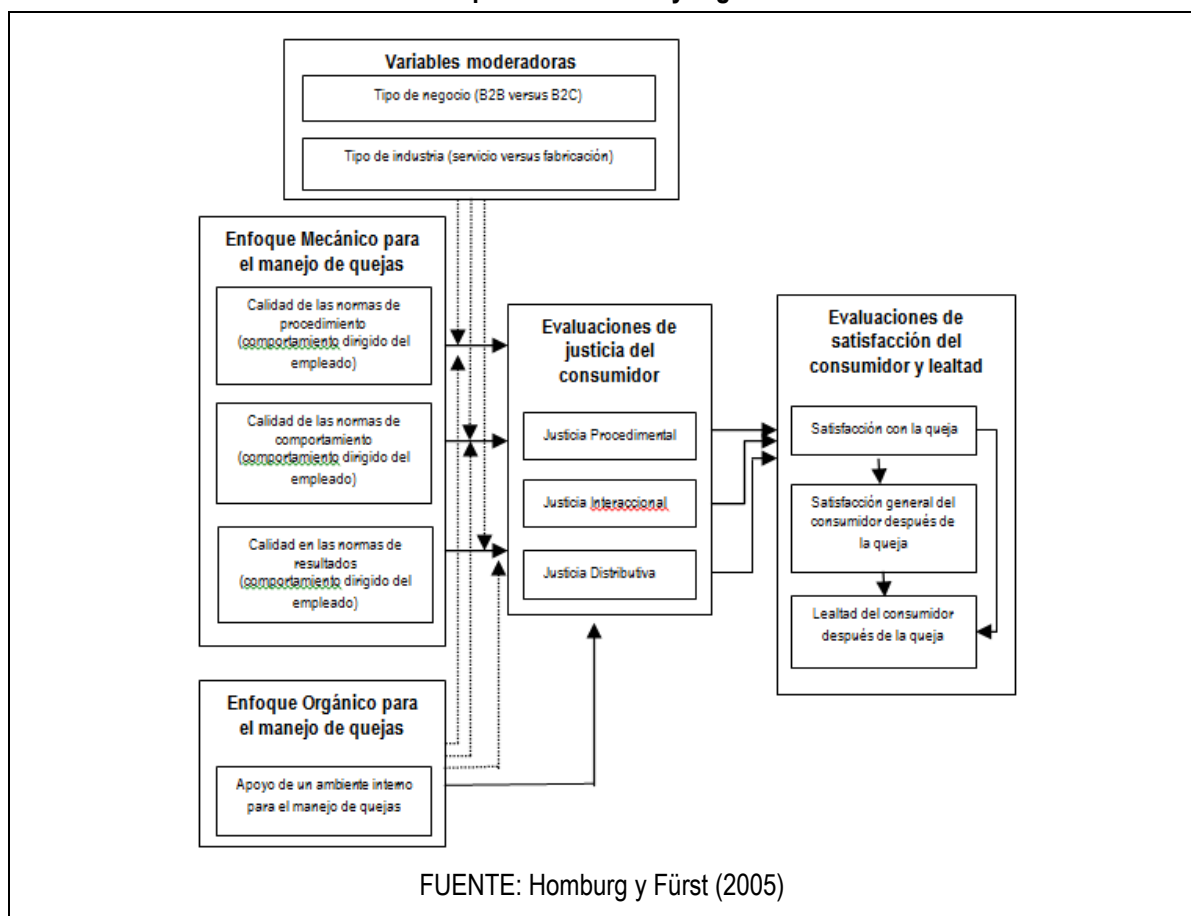 Variables moderadoras
Tipo de negocio (B2B versus B2C)
Tipo de industria (servicio versus fabricación)
Enfoque Mecánico para
el manejo de quejas
Calidad de las normas de
procedimiento
(comportamiento dirigido del
empleado)
Calidad de las normas de
comportamiento
(comportamiento dirigido del
empleado)
Calidad en las normas de
resultados
(comportamiento dirigido del
empleado)
Enfoque Orgánico para
el manejo de quejas
Apoyo de un ambiente interno
para el manejo de quejas
Evaluaciones de
justicia del
consumidor
Justicia Procedimental
Justicia Interaccional
Justicia Distributiva
Evaluaciones de
satisfacción del
consumidor y lealtad
Satisfacción con la queja
Satisfacción general del
consumidor después de
la queja
Lealtad del consumidor
después de la queja
FUENTE: Homburg y Fürst (2005)